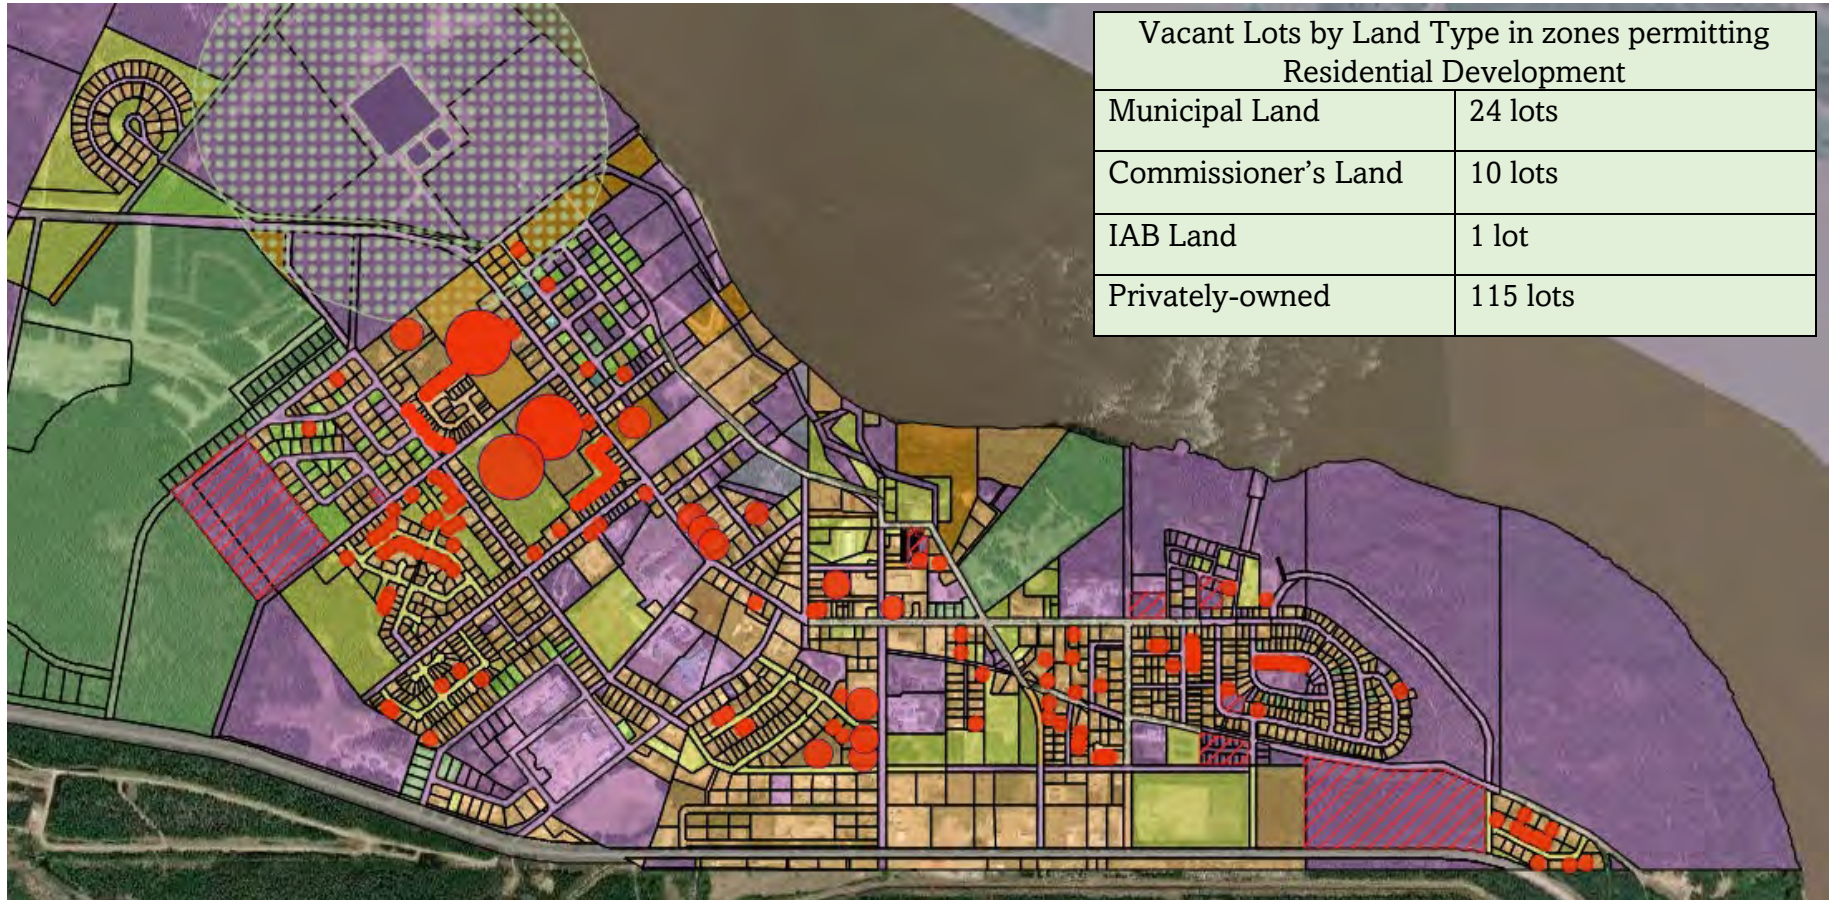 Vacant Lots by Land Type in zones permitting
Residential Development
Municipal Land 24 lots
Commissioner’s Land 10 lots
IAB Land 1 lot
Privately-owned 115 lots